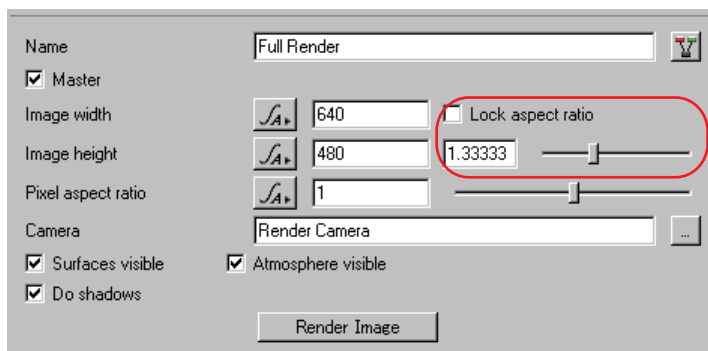 Name Full Render
Master
Image width 640 Lock aspect ratio
Image height 480 1.33333
Pixel aspect ratio 1
Camera Render Camera ...
Surfaces visible Atmosphere visible
Do shadows
Render Image